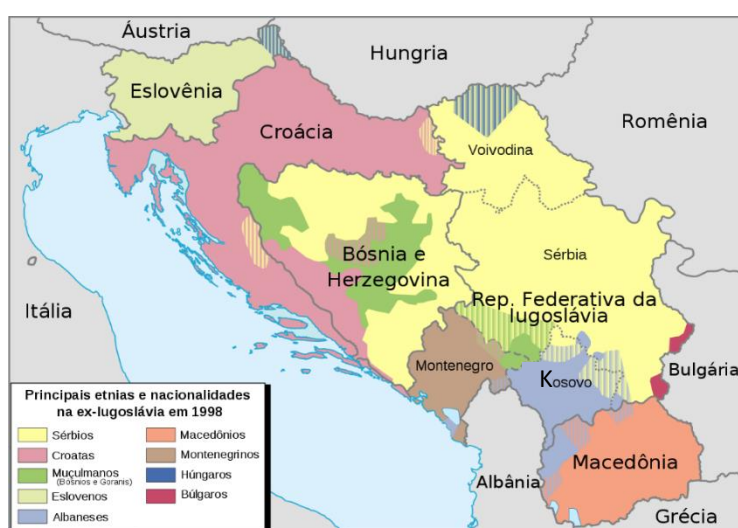 Áustria
Hungria
Eslovênia
Romênia
Croácia
Voivodina
Sérbia
Bósnia e
Herzegovina
Itália
Rep. Federativa da
Iugoslávia
Montenegro
Kosovo
Bulgária
Albânia
Macedônia
Grécia
Principais etnias e nacionalidades
na ex-Iugoslávia em 1998
Sérbios
Croatas
Muçulmanos
(Bósnios e Goranis)
Eslovenos
Albaneses
Macedônios
Montenegrinos
Húngaros
Búlgaros